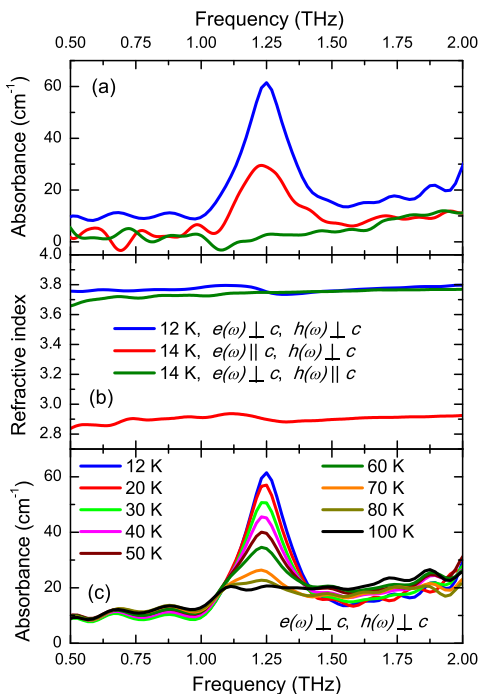 Frequency (THz)
0.50 0.75 1.00 1.25 1.50 1.75 2.00
(a)
60
40
20
0
Absorbance (cm⁻¹)
4.0
3.8
3.6
3.4
3.2
3.0
2.8
Refractive index
12 K, e(ω) ⊥ c, h(ω) ⊥ c
14 K, e(ω) || c, h(ω) ⊥ c
14 K, e(ω) ⊥ c, h(ω) || c
(b)
60
40
20
0
Absorbance (cm⁻¹)
12 K
20 K
30 K
40 K
50 K
60 K
70 K
80 K
100 K
(c)
e(ω) ⊥ c, h(ω) ⊥ c
0.50 0.75 1.00 1.25 1.50 1.75 2.00
Frequency (THz)